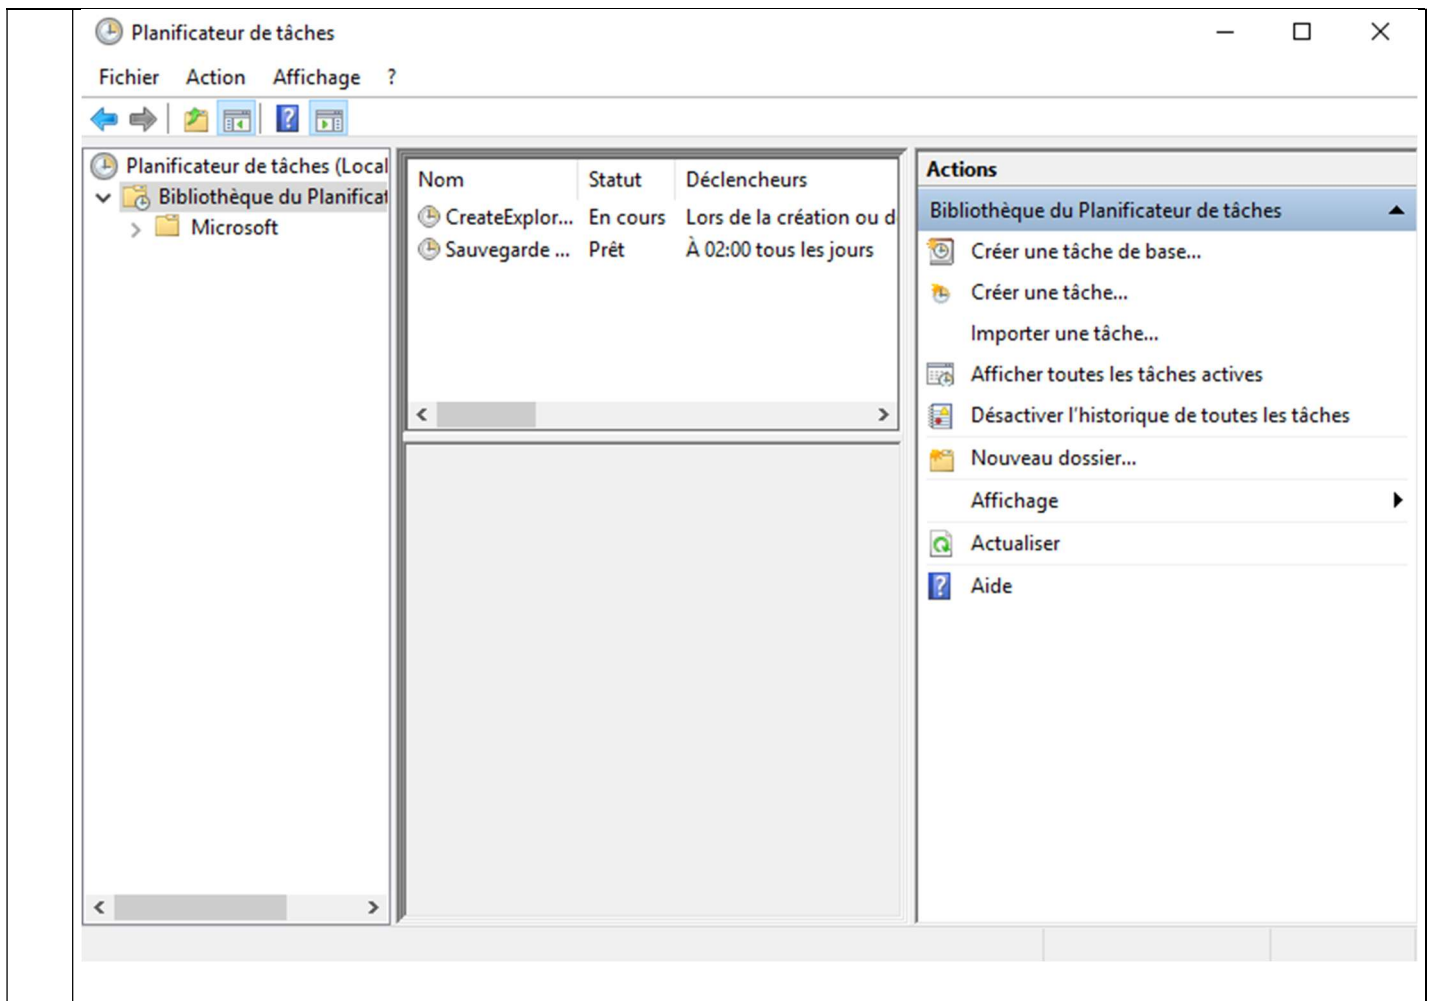 Planificateur de tâches
Fichier Action Affichage ?
Planificateur de tâches (Local
Bibliothèque du Planificat
Microsoft
Nom Statut Déclencheurs
CreateExplor... En cours Lors de la création ou d
Sauvegarde ... Prêt À 02:00 tous les jours
Actions
Bibliothèque du Planificateur de tâches
Créer une tâche de base...
Créer une tâche...
Importer une tâche...
Afficher toutes les tâches actives
Désactiver l'historique de toutes les tâches
Nouveau dossier...
Affichage
Actualiser
Aide